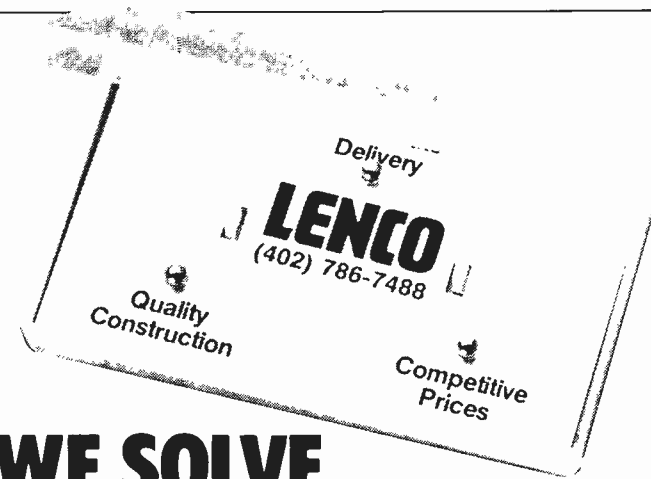 Delivery
LENCO
(402) 786-7488
Quality
Construction
Competitive
Prices
WE SOLVE